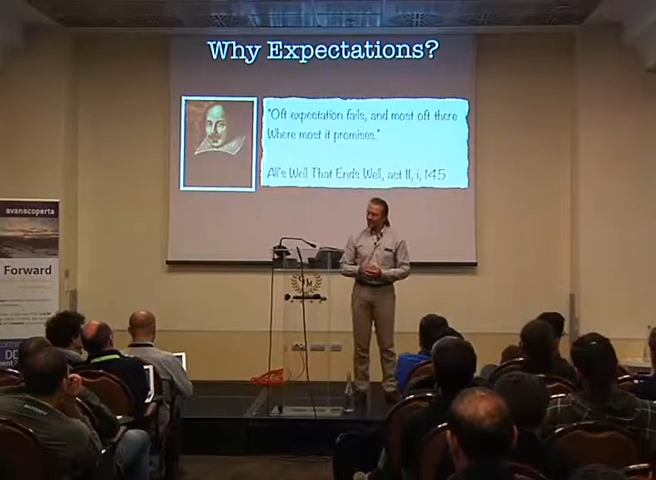 Why Expectations?
"Oft expectation fails, and most oft there
Where most it promises."
All's Well That Ends Well, act II, i, 145
avanscoperta
Forward
GM